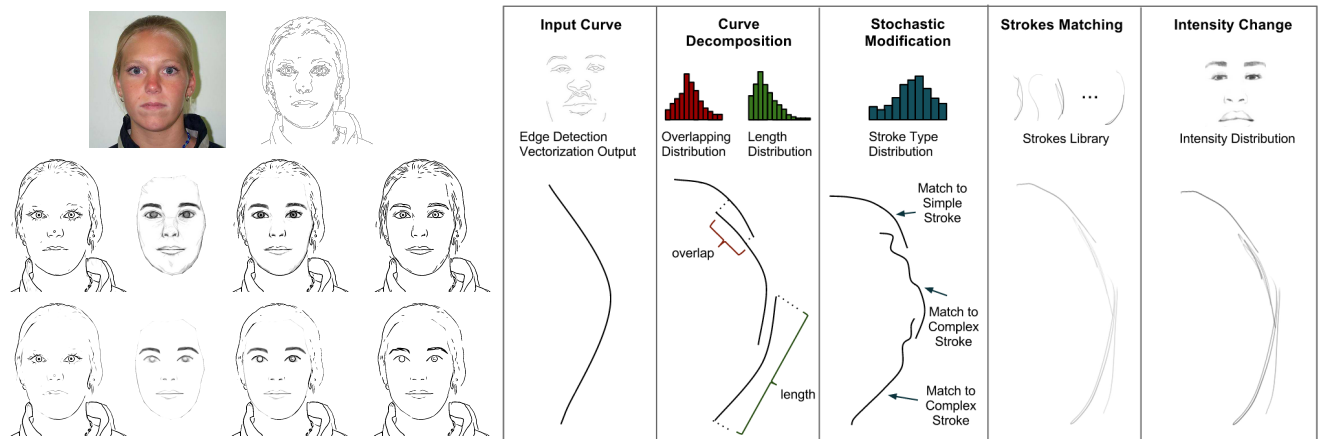 Input Curve
Edge Detection
Vectorization Output
Curve
Decomposition
Overlapping
Distribution
Length
Distribution
overlap
length
Stochastic
Modification
Stroke Type
Distribution
Match to
Simple
Stroke
Match to
Complex
Stroke
Match to
Complex
Stroke
Strokes Matching
...
Strokes Library
Intensity Change
Intensity Distribution